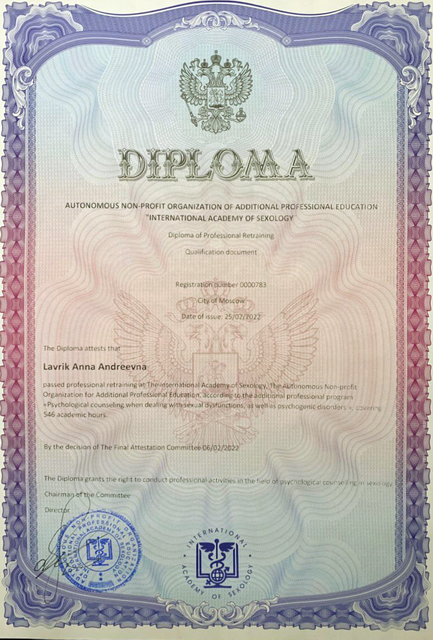 DIPLOMA
AUTONOMOUS NON-PROFIT ORGANIZATION OF ADDITIONAL PROFESSIONAL EDUCATION
"INTERNATIONAL ACADEMY OF SEXOLOGY
Diploma of Professional Retraining
Qualification document
Registration number 0000783
City of Moscow
Date of issue: 25/02/2022
The Diploma attests that
Lavrik Anna Andreevna
passed professional retraining at The International Academy of Sexology, The Autonomous Non-profit
Organization for Additional Professional Education, according to the additional professional program
«Psychological counseling when dealing with sexual dysfunctions, as well as psychogenic disorders», covering
546 academic hours.
By the decision of The Final Attestation Committee 06/02/2022
The Diploma grants the right to conduct professional activities in the field of psychological counseling in sexology
Chairman of the Committee
Director
INTERNATIONAL
ACADEMY OF SEXOLOGY